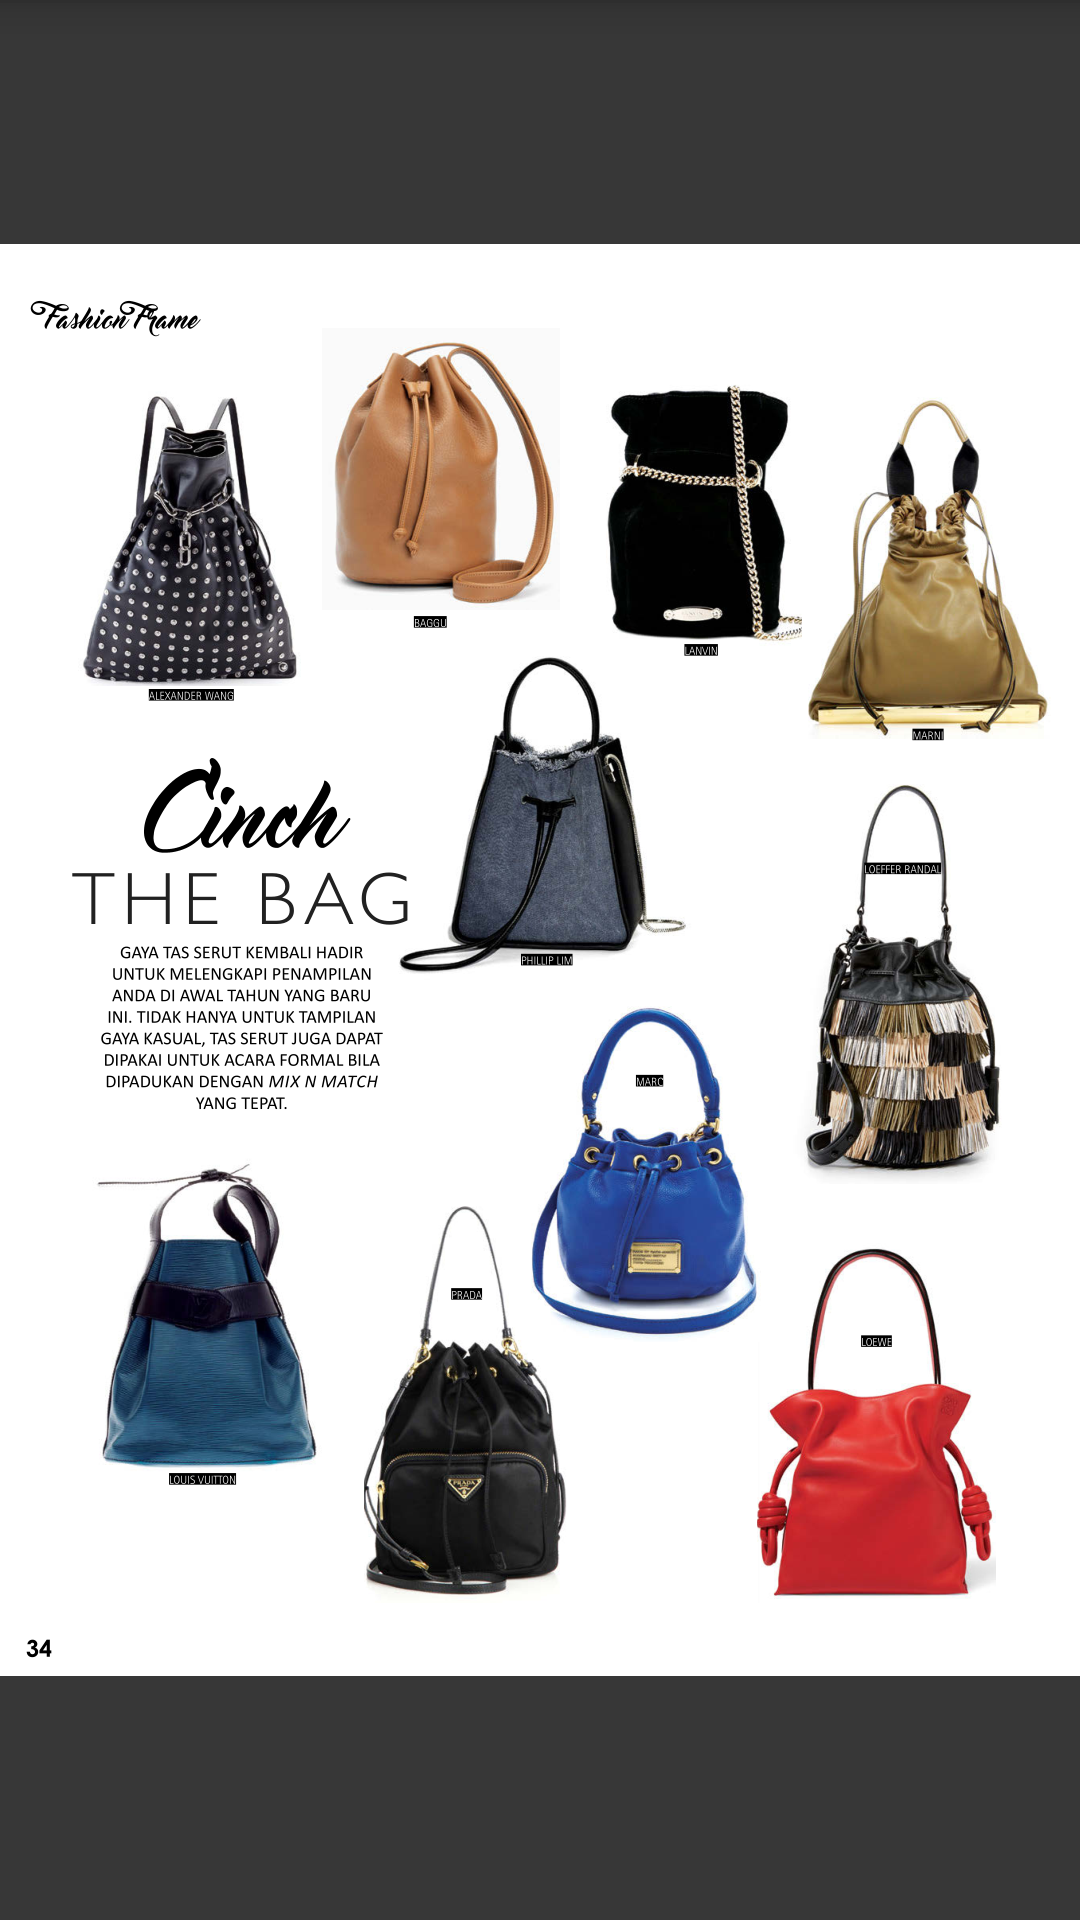 Fashion Frame
BAGGU
LANVIN
ALEXANDER WANG
MARNI
Cinch
THE BAG
GAYA TAS SERUT KEMBALI HADIR
UNTUK MELENGKAPI PENAMPILAN
ANDA DI AWAL TAHUN YANG BARU
INI. TIDAK HANYA UNTUK TAMPILAN
GAYA KASUAL, TAS SERUT JUGA DAPAT
DIPAKAI UNTUK ACARA FORMAL BILA
DIPADUKAN DENGAN MIX N MATCH
YANG TEPAT.
PHILLIP LIM
LOEFFER RANDAL
MARC
PRADA
PRADA
LOEWE
LOUIS VUITTON
34